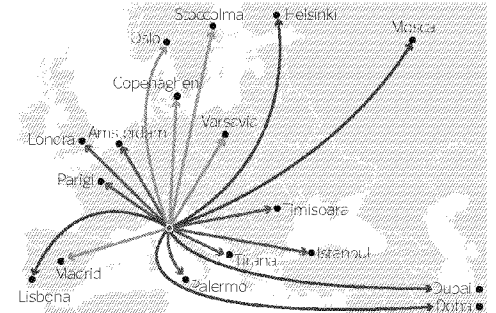 Stoccolma
Helsinki
Mosca
Oslo
Copenaghen
Varsavia
Londra
Amsterdam
Parigi
Timisoara
Istanbul
Tirana
Madrid
Palermo
Lisbona
Dubai
Doha